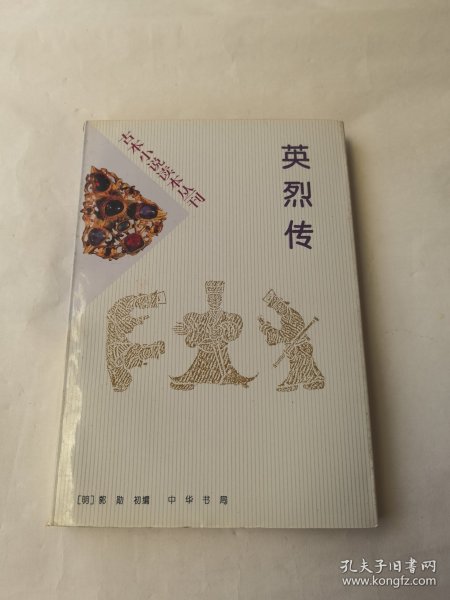 古本小说读本丛刊
英烈传
[明]郭 勋 初编 中华书局
孔夫子旧书网
www.kongfz.com